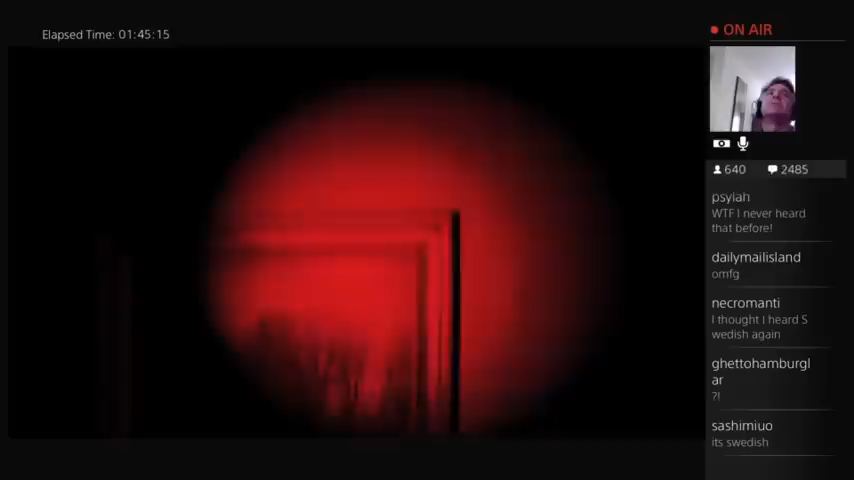 Elapsed Time: 01:45:15
ON AIR
640 2485
psylah
WTF I never heard
that before!
dailymailisland
omfg
necromanti
I thought I heard S
wedish again
ghettohamburgl
ar
?!
sashimiuo
its swedish